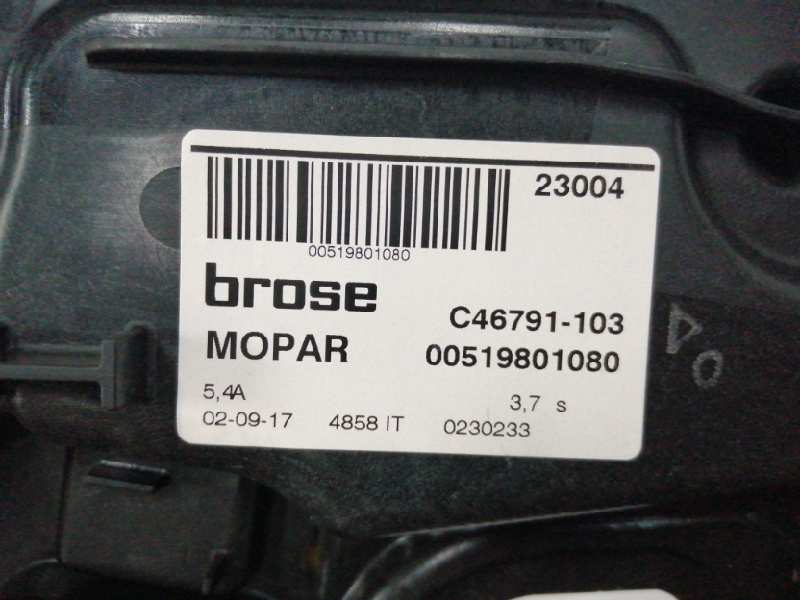 23004
00519801080
brose
C46791-103
MOPAR 00519801080
5,4A 3,7 s
02-09-17 4858 IT 0230233